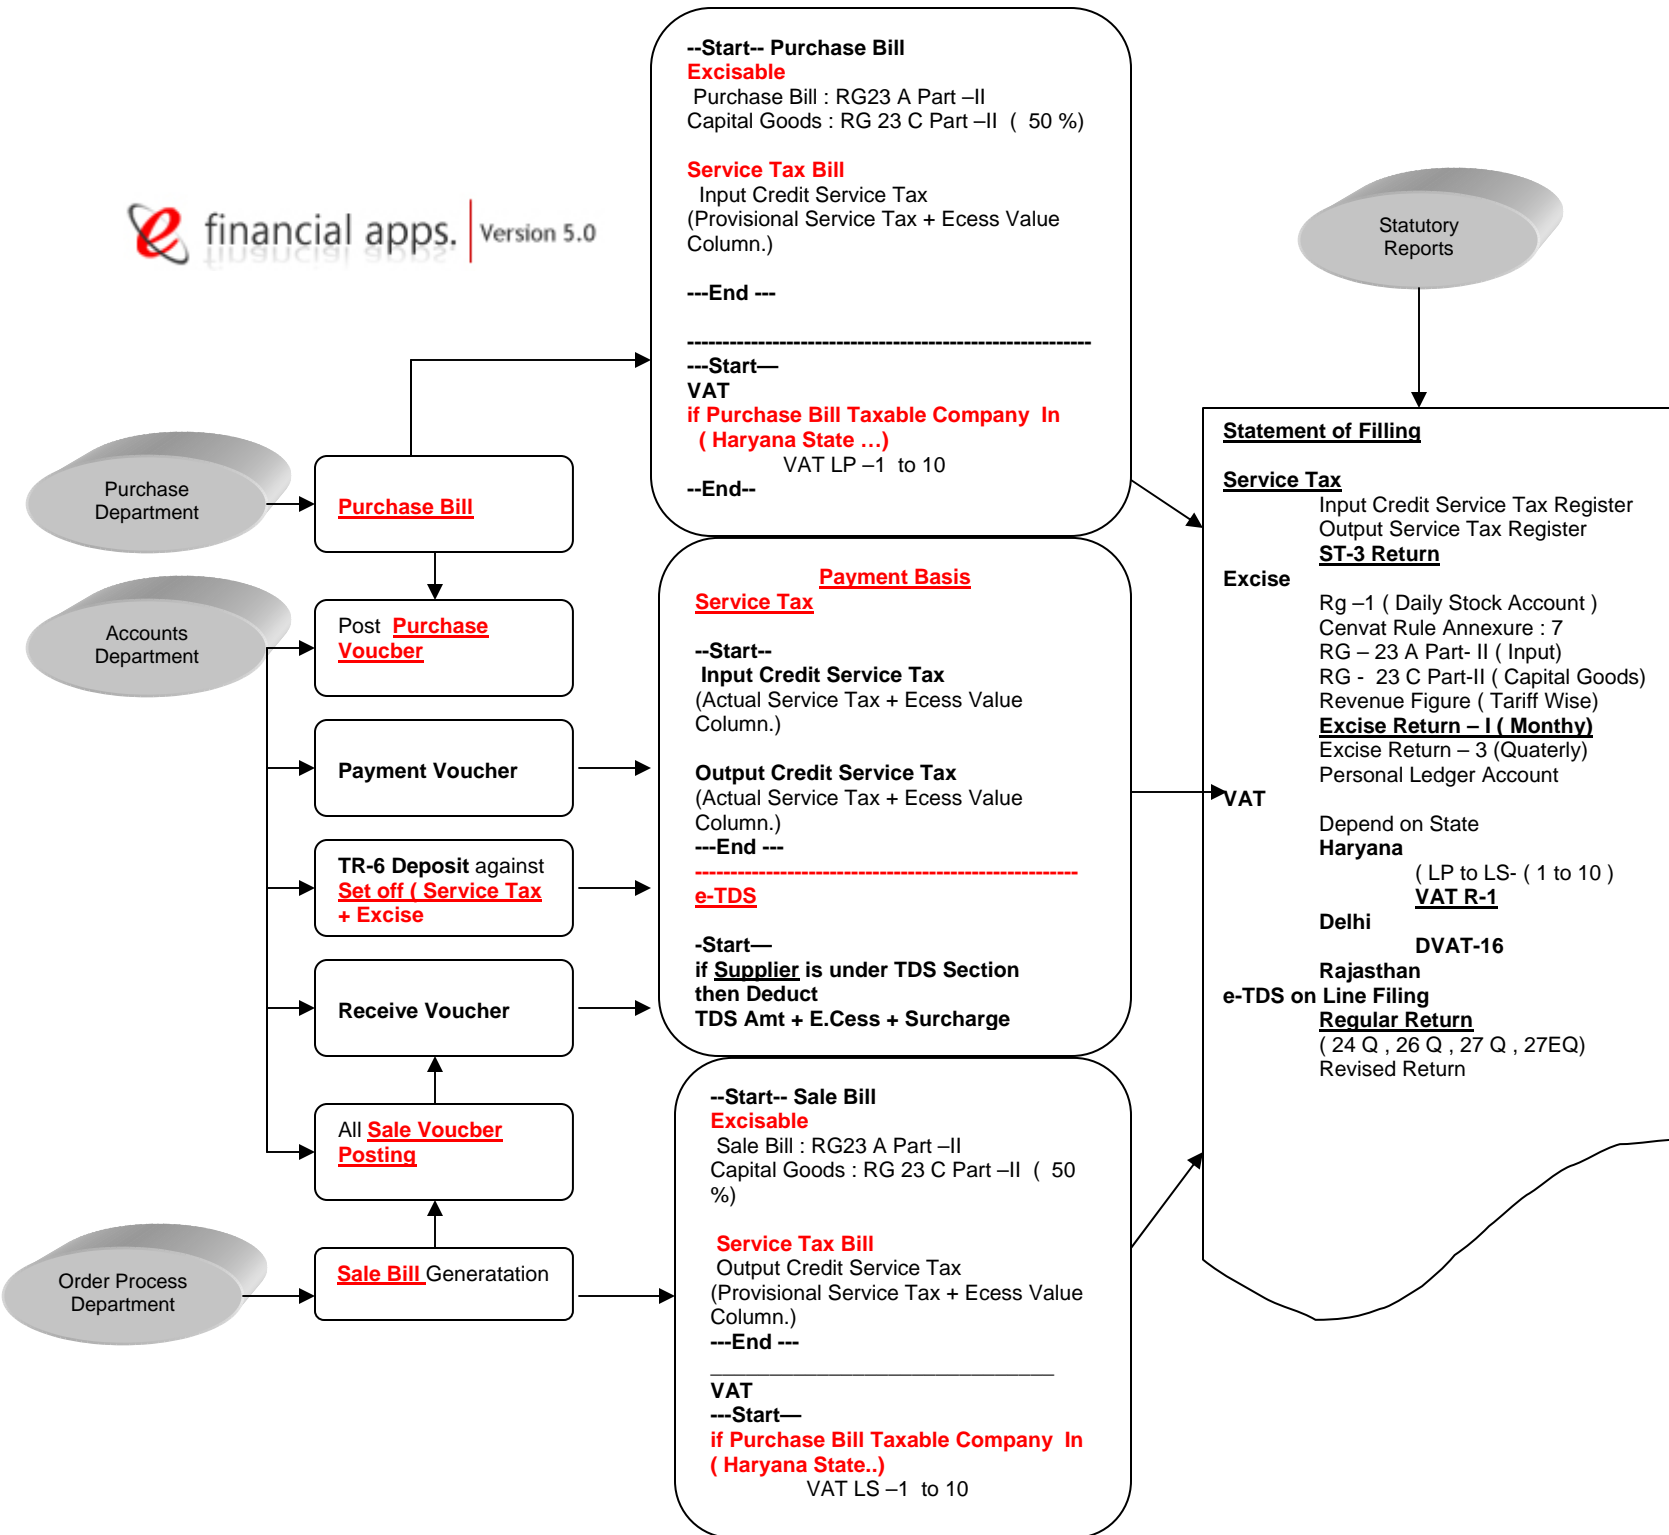 --Start-- Purchase Bill
Excisable
Purchase Bill : RG23 A Part –II
Capital Goods : RG 23 C Part –II ( 50 %)
Service Tax Bill
Input Credit Service Tax
(Provisional Service Tax + Ecess Value
Column.)
---End ---
---------------------------------------------------------
---Start—
VAT
if Purchase Bill Taxable Company In
( Haryana State …)
VAT LP –1 to 10
--End--
e financial apps. Version 5.0
Statutory
Reports
Purchase
Department
Purchase Bill
Accounts
Department
Post Purchase
Voucber
Payment Voucher
TR-6 Deposit against
Set off ( Service Tax
+ Excise
Receive Voucher
All Sale Voucber
Posting
Order Process
Department
Sale Bill Generatation
Payment Basis
Service Tax
--Start--
Input Credit Service Tax
(Actual Service Tax + Ecess Value
Column.)
Output Credit Service Tax
(Actual Service Tax + Ecess Value
Column.)
---End ---
------------------------------------------------------
e-TDS
-Start—
if Supplier is under TDS Section
then Deduct
TDS Amt + E.Cess + Surcharge
--Start-- Sale Bill
Excisable
Sale Bill : RG23 A Part –II
Capital Goods : RG 23 C Part –II ( 50
%)
Service Tax Bill
Output Credit Service Tax
(Provisional Service Tax + Ecess Value
Column.)
---End ---
_______________________________
VAT
---Start—
if Purchase Bill Taxable Company In
( Haryana State..)
VAT LS –1 to 10
Statement of Filling
Service Tax
Input Credit Service Tax Register
Output Service Tax Register
ST-3 Return
Excise
Rg –1 ( Daily Stock Account )
Cenvat Rule Annexure : 7
RG – 23 A Part- II ( Input)
RG - 23 C Part-II ( Capital Goods)
Revenue Figure ( Tariff Wise)
Excise Return – I ( Monthy)
Excise Return – 3 (Quaterly)
Personal Ledger Account
VAT
Depend on State
Haryana
( LP to LS- ( 1 to 10 )
VAT R-1
Delhi
DVAT-16
Rajasthan
e-TDS on Line Filing
Regular Return
( 24 Q , 26 Q , 27 Q , 27EQ)
Revised Return